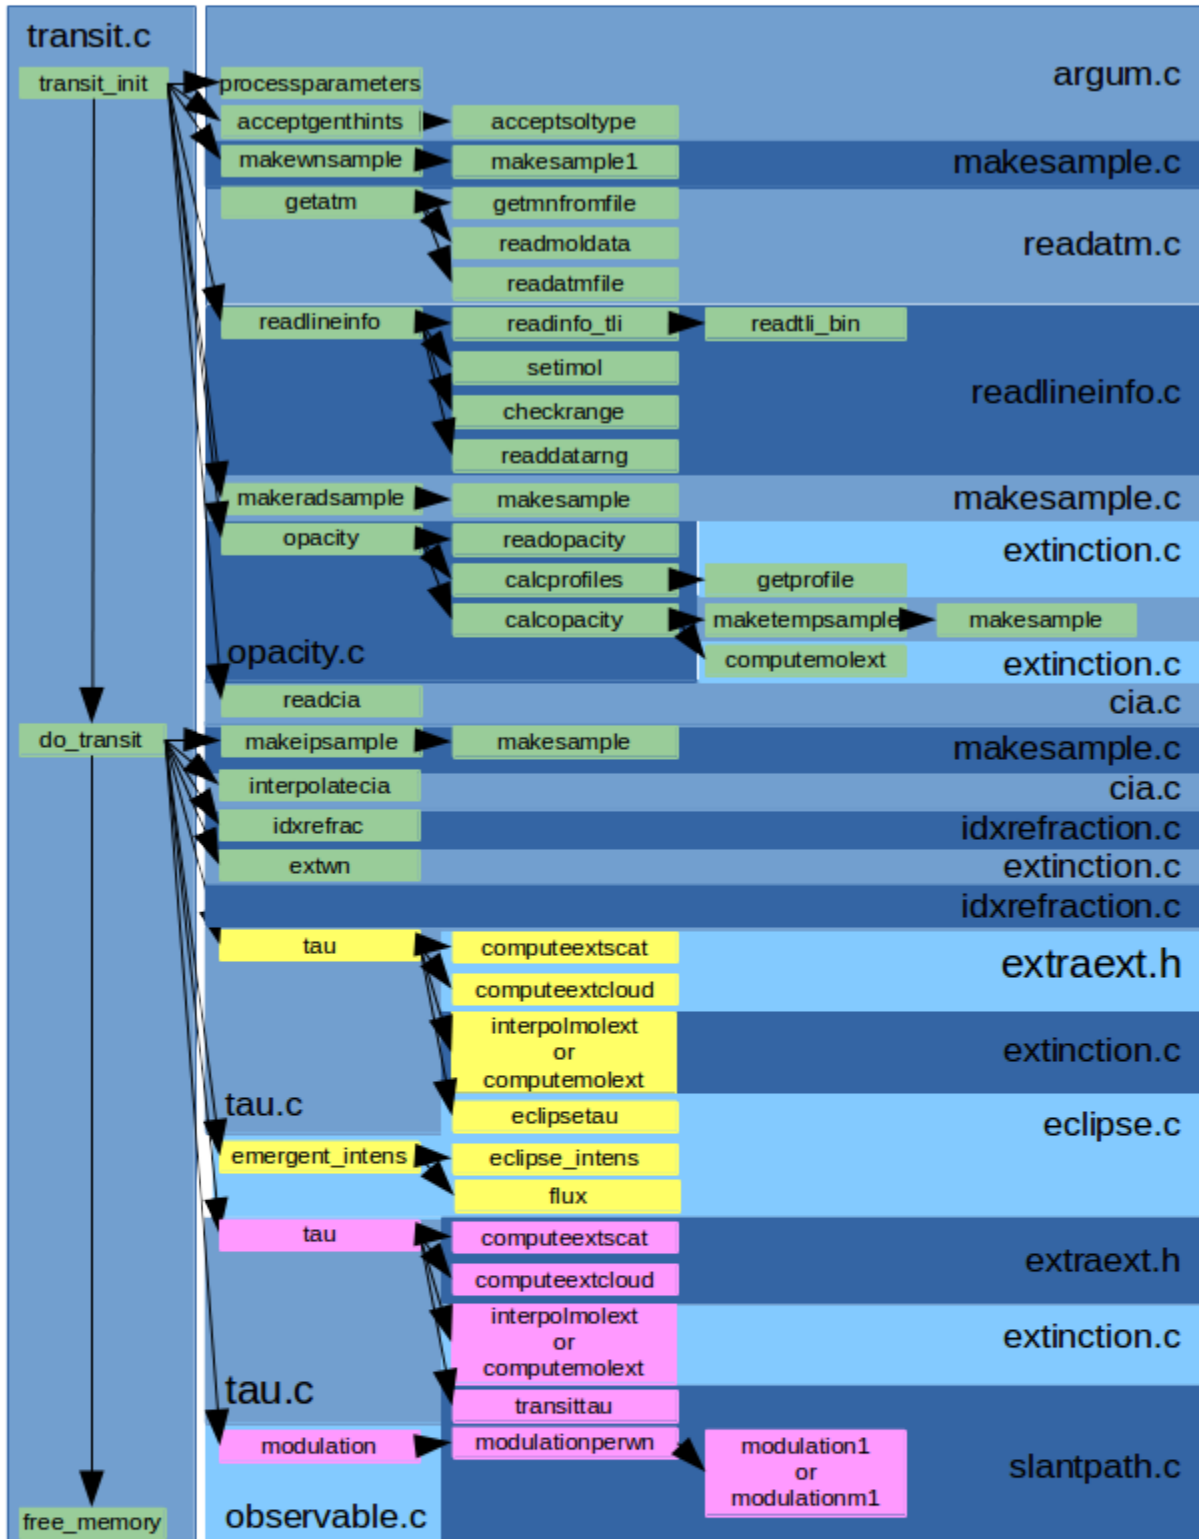 transit.c
argum.c
transit_init
processparameters
acceptgenthints
acceptsoltype
makewnsample
makesample1
makesample.c
getatm
getmnfromfile
readmoldata
readatm.c
readatmfile
readlineinfo
readinfo_tli
readtli_bin
setimol
readlineinfo.c
checkrange
readdatarng
makeradsample
makesample
makesample.c
opacity
readopacity
extinction.c
calcprofiles
getprofile
calcopacity
maketempsample
makesample
opacity.c
computemolext
extinction.c
readcia
cia.c
do_transit
makeipsample
makesample
makesample.c
interpolatecia
cia.c
idxrefrac
idxrefraction.c
extwn
extinction.c
idxrefraction.c
tau
computeextscat
extraext.h
computeextcloud
interpolmolext
or
computemolext
extinction.c
tau.c
eclipsetau
eclipse.c
emergent_intens
eclipse_intens
flux
tau
computeextscat
extraext.h
computeextcloud
interpolmolext
or
computemolext
extinction.c
tau.c
transittau
modulation
modulationperwn
modulation1
or
modulationm1
slantpath.c
observable.c
free_memory